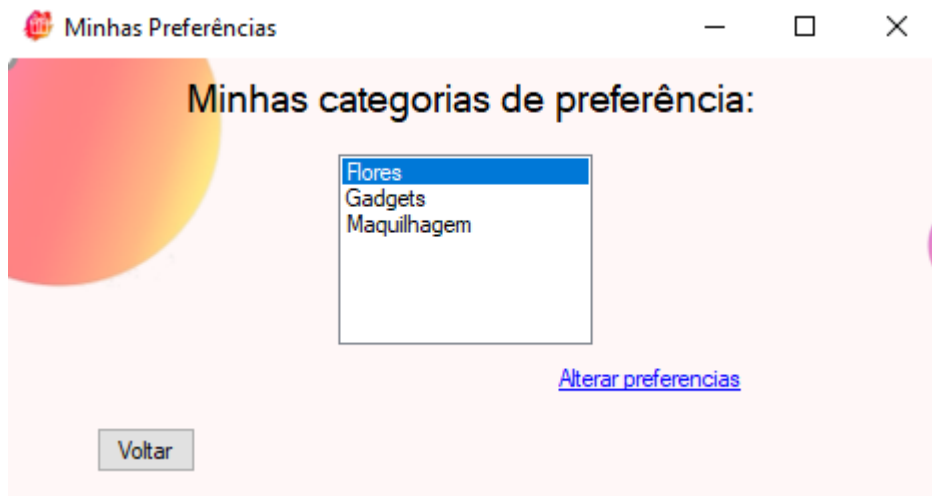 Minhas Preferências
Minhas categorias de preferência:
Flores
Gadgets
Maquilhagem
Alterar preferencias
Voltar